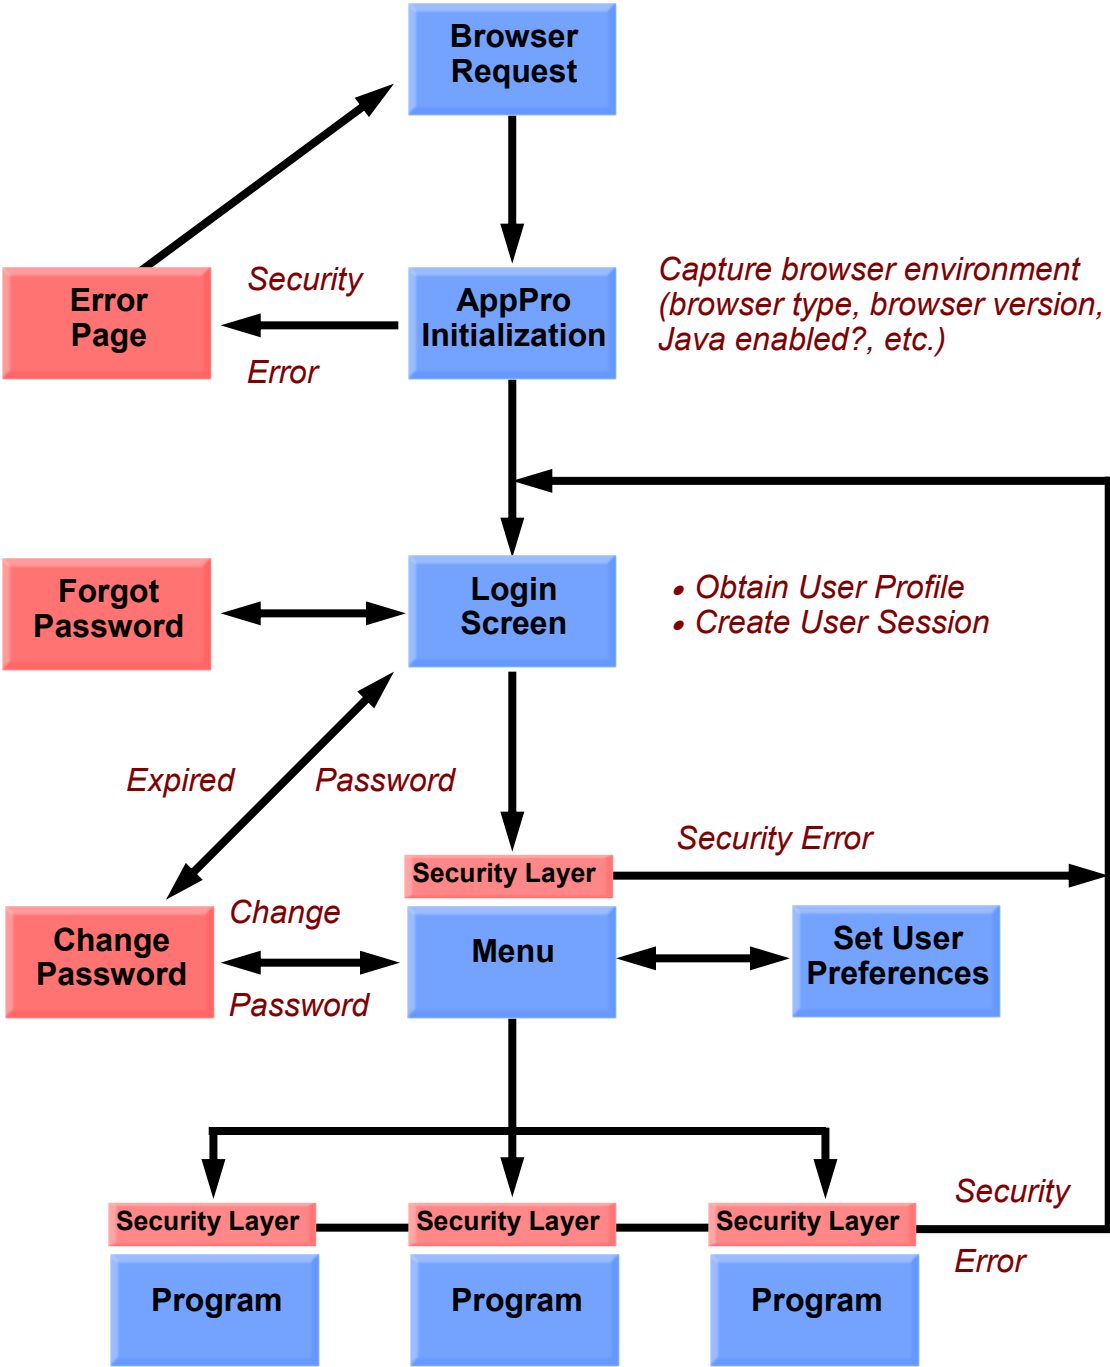 Browser
Request
Security
Error
Page
AppPro
Initialization
Capture browser environment
(browser type, browser version,
Java enabled?, etc.)
Error
Forgot
Password
Login
Screen
• Obtain User Profile
• Create User Session
Expired Password
Security Error
Security Layer
Change
Change
Password
Menu
Set User
Preferences
Password
Security
Security Layer Security Layer Security Layer
Error
Program Program Program